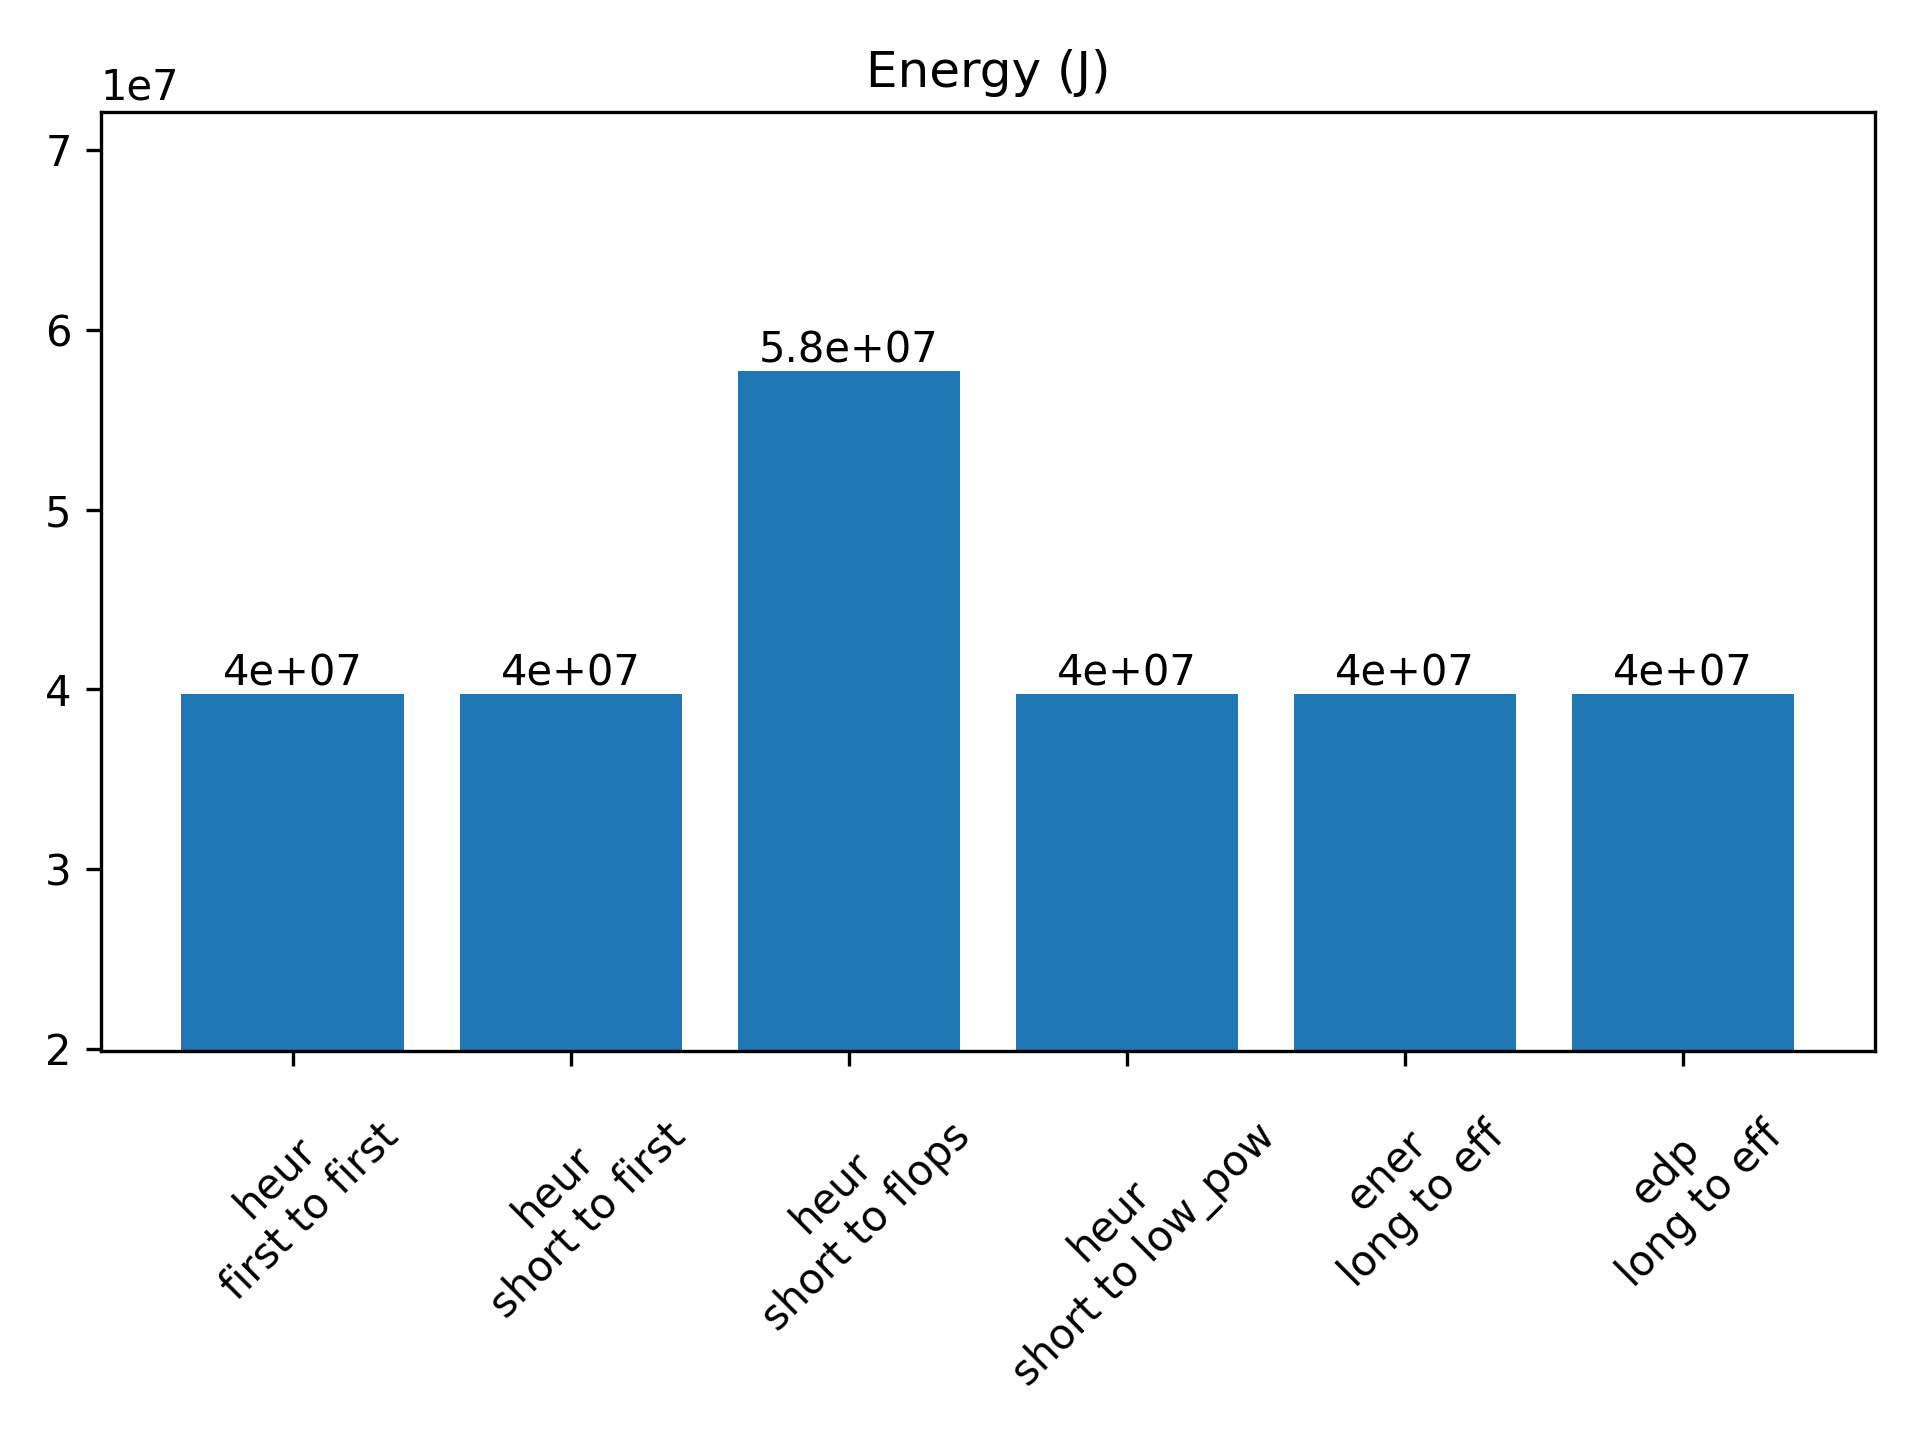 Energy (J)
1e7
7
6
5
4
3
2
4e+07
4e+07
5.8e+07
4e+07
4e+07
4e+07
heur
first to first
heur
short to first
heur
short to flops
heur
short to low_pow
ener
long to eff
edp
long to eff